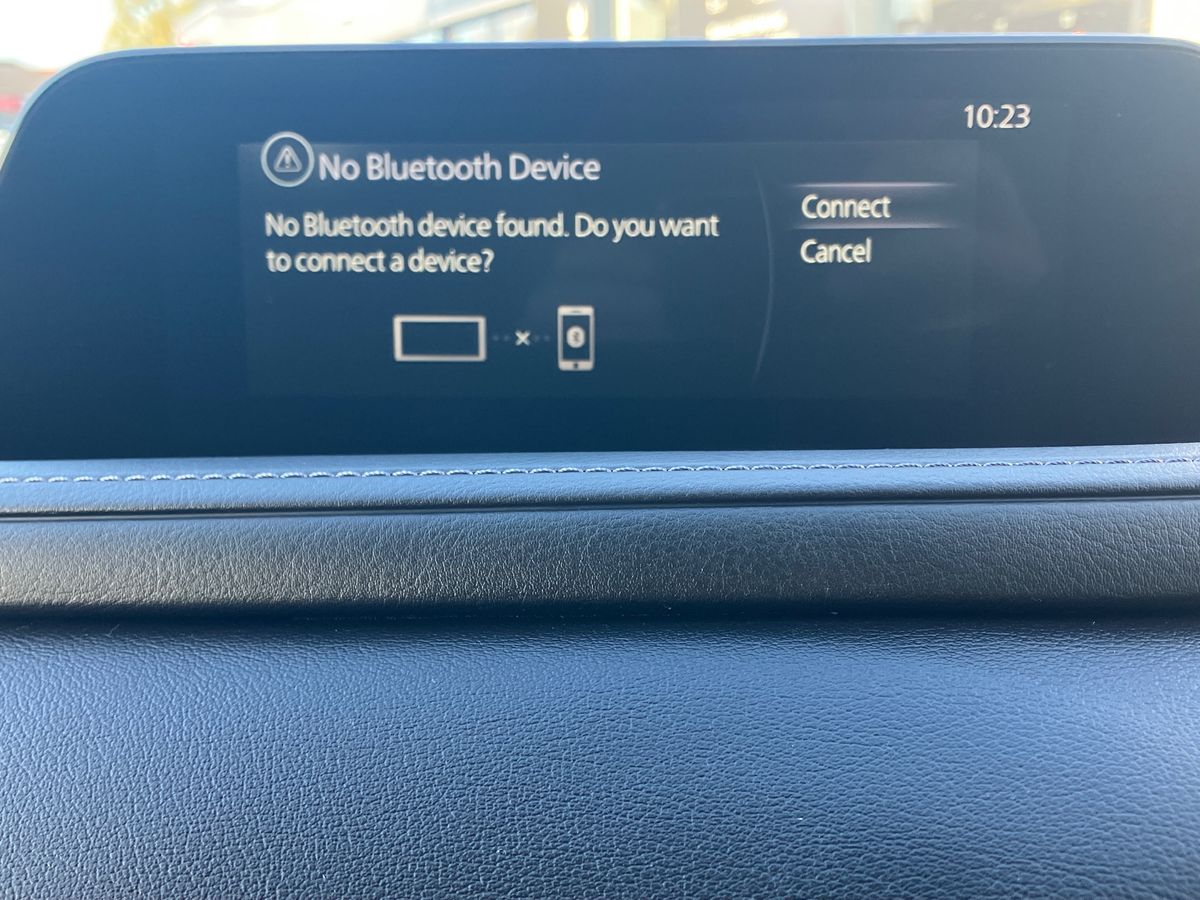 10:23
No Bluetooth Device
No Bluetooth device found. Do you want
to connect a device?
Connect
Cancel